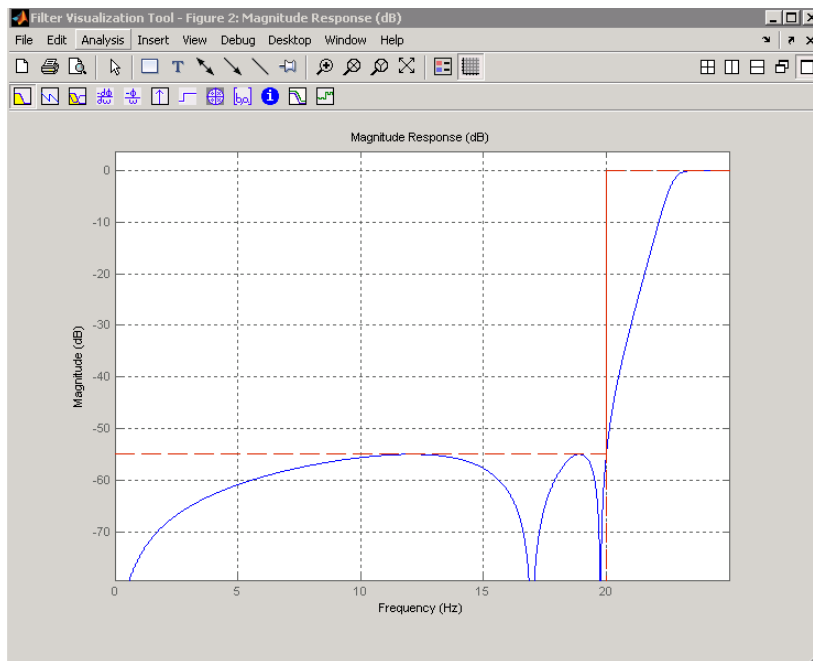 Filter Visualization Tool - Figure 2: Magnitude Response (dB)
File Edit Analysis Insert View Debug Desktop Window Help
T
[b,a]
i
Magnitude Response (dB)
0
-10
-20
-30
-40
-50
-60
-70
Magnitude (dB)
0 5 10 15 20
Frequency (Hz)